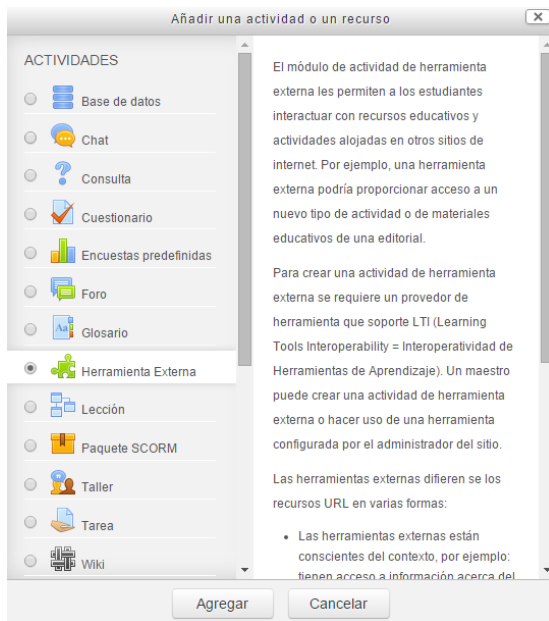 Añadir una actividad o un recurso
ACTIVIDADES
Base de datos
Chat
Consulta
Cuestionario
Encuestas predefinidas
Foro
Glosario
Herramienta Externa
Lección
Paquete SCORM
Taller
Tarea
Wiki
El módulo de actividad de herramienta
externa les permiten a los estudiantes
interactuar con recursos educativos y
actividades alojadas en otros sitios de
internet. Por ejemplo, una herramienta
externa podría proporcionar acceso a un
nuevo tipo de actividad o de materiales
educativos de una editorial.
Para crear una actividad de herramienta
externa se requiere un provedor de
herramienta que soporte LTI (Learning
Tools Interoperability = Interoperatividad de
Herramientas de Aprendizaje). Un maestro
puede crear una actividad de herramienta
externa o hacer uso de una herramienta
configurada por el administrador del sitio.
Las herramientas externas difieren se los
recursos URL en varias formas:
• Las herramientas externas están
conscientes del contexto, por ejemplo:
tienen acceso a información acerca del
Agregar
Cancelar